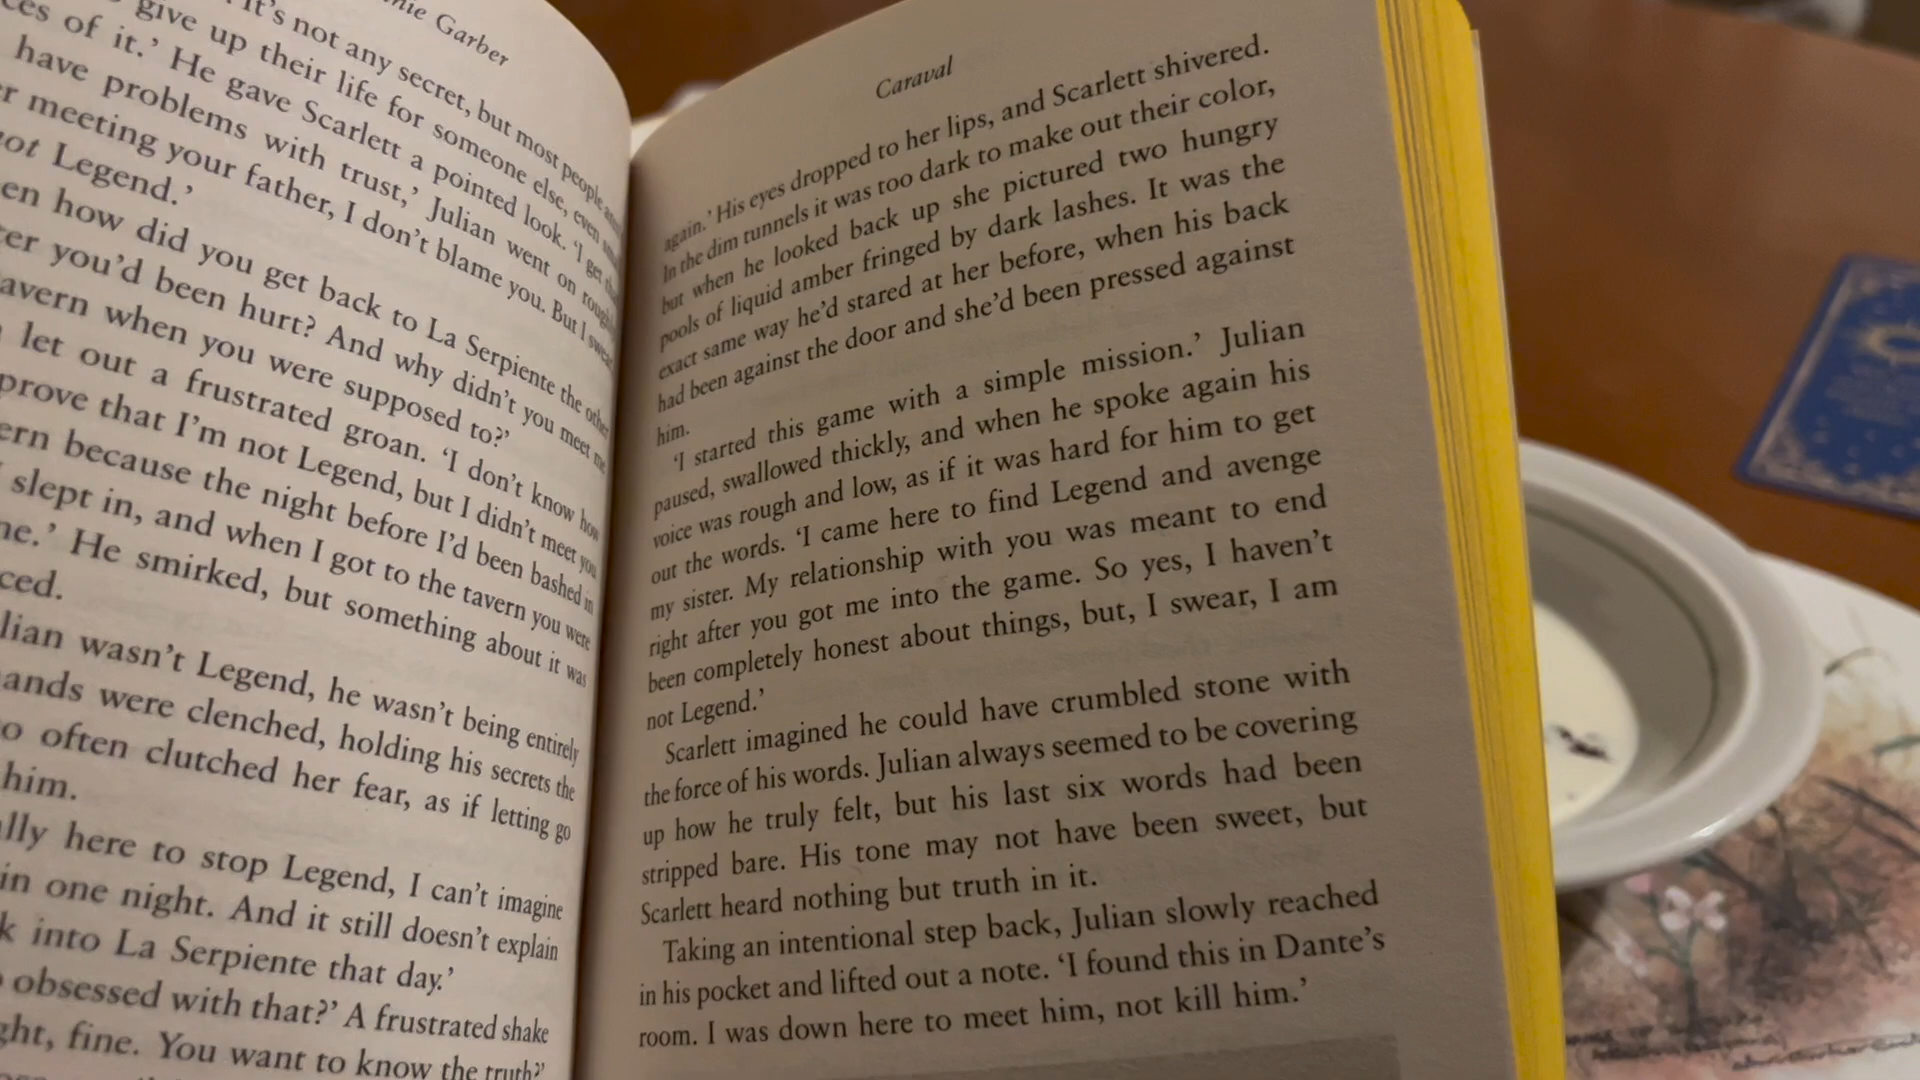 nie Garber
It's not any secret, but most people
give up their life for someone else, even
ces of it.' He gave Scarlett a pointed look. 'I get
have problems with trust,' Julian went on
meeting your father, I don't blame you. But I swear
not Legend.'
how did you get back to La Serpiente the other
you'd been hurt? And why didn't you meet me
avern when you were supposed to?'
let out a frustrated groan. 'I don't know how
prove that I'm not Legend, but I didn't meet you
ern because the night before I'd been bashed in
I slept in, and when I got to the tavern you were
ne.' He smirked, but something about it was
ced.
lian wasn't Legend, he wasn't being entirely
ands were clenched, holding his secrets the
o often clutched her fear, as if letting go
him.
lly here to stop Legend, I can't imagine
in one night. And it still doesn't explain
k into La Serpiente that day.'
obsessed with that?' A frustrated shake
ght, fine. You want to know the truth?'
Caraval
again.' His eyes dropped to her lips, and Scarlett shivered.
In the dim tunnels it was too dark to make out their color,
but when he looked back up she pictured two hungry
pools of liquid amber fringed by dark lashes. It was the
exact same way he'd stared at her before, when his back
had been against the door and she'd been pressed against
him.
'I started this game with a simple mission.' Julian
paused, swallowed thickly, and when he spoke again his
voice was rough and low, as if it was hard for him to get
out the words. 'I came here to find Legend and avenge
my sister. My relationship with you was meant to end
right after you got me into the game. So yes, I haven't
been completely honest about things, but, I swear, I am
not Legend.'
Scarlett imagined he could have crumbled stone with
the force of his words. Julian always seemed to be covering
up how he truly felt, but his last six words had been
stripped bare. His tone may not have been sweet, but
Scarlett heard nothing but truth in it.
Taking an intentional step back, Julian slowly reached
in his pocket and lifted out a note. 'I found this in Dante's
room. I was down here to meet him, not kill him.'